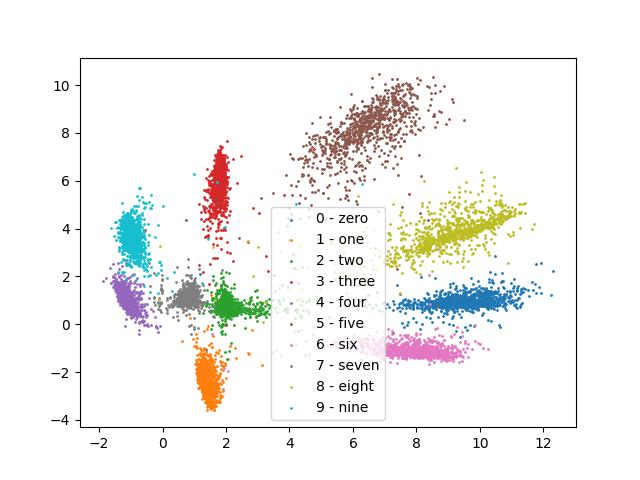 10
8
6
4
2
0
−2
−4
−2 0 2 4 6 8 10 12
0 - zero
1 - one
2 - two
3 - three
4 - four
5 - five
6 - six
7 - seven
8 - eight
9 - nine